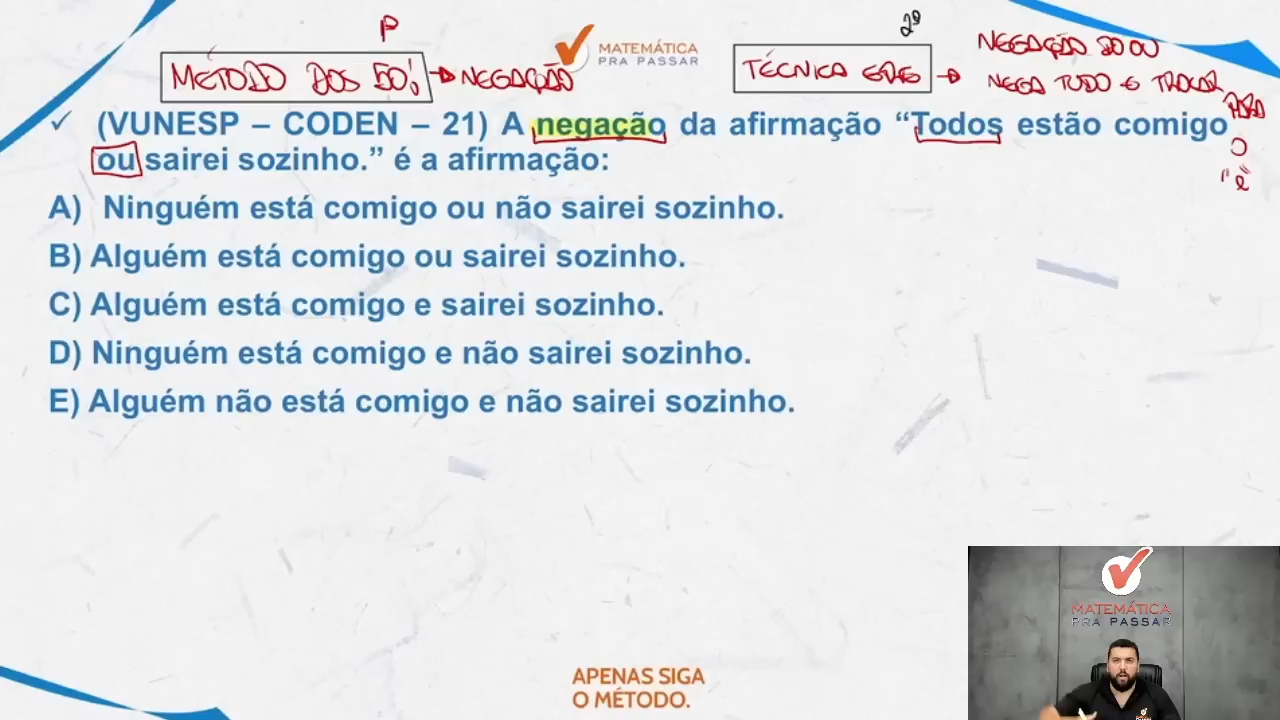 P
2º
MÉTODO DOS 50! → NEGAÇÃO
MATEMÁTICA
PRA PASSAR
TÉCNICA → NEGAÇÃO DO OU
NEGA TUDO E TROCAR
PARA
O
"e"
✓ (VUNESP – CODEN – 21) A negação da afirmação “Todos estão comigo
ou sairei sozinho.” é a afirmação:
A) Ninguém está comigo ou não sairei sozinho.
B) Alguém está comigo ou sairei sozinho.
C) Alguém está comigo e sairei sozinho.
D) Ninguém está comigo e não sairei sozinho.
E) Alguém não está comigo e não sairei sozinho.
MATEMÁTICA
PRA PASSAR
APENAS SIGA
O MÉTODO.